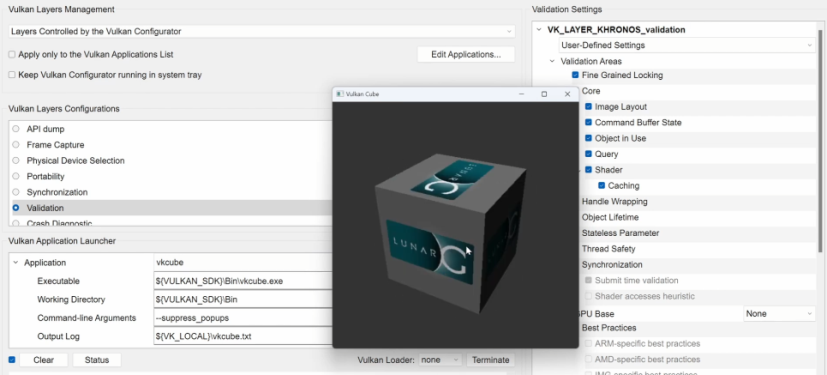 Vulkan Layers Management
Layers Controlled by the Vulkan Configurator
Apply only to the Vulkan Applications List
Edit Applications...
Keep Vulkan Configurator running in system tray
Vulkan Layers Configurations
API dump
Frame Capture
Physical Device Selection
Portability
Synchronization
Validation
Crash Diagnostic
Vulkan Application Launcher
Application vkcube
Executable ${VULKAN_SDK}\Bin\vkcube.exe
Working Directory ${VULKAN_SDK}\Bin
Command-line Arguments --suppress_popups
Output Log ${VK_LOCAL}\vkcube.txt
Clear Status Vulkan Loader: none Terminate
Vulkan Cube
LUNAR G
Validation Settings
VK_LAYER_KHRONOS_validation
User-Defined Settings
Validation Areas
Fine Grained Locking
Core
Image Layout
Command Buffer State
Object in Use
Query
Shader
Caching
Handle Wrapping
Object Lifetime
Stateless Parameter
Thread Safety
Synchronization
Submit time validation
Shader accesses heuristic
GPU Base None
Best Practices
ARM-specific best practices
AMD-specific best practices
IMG-specific best practices